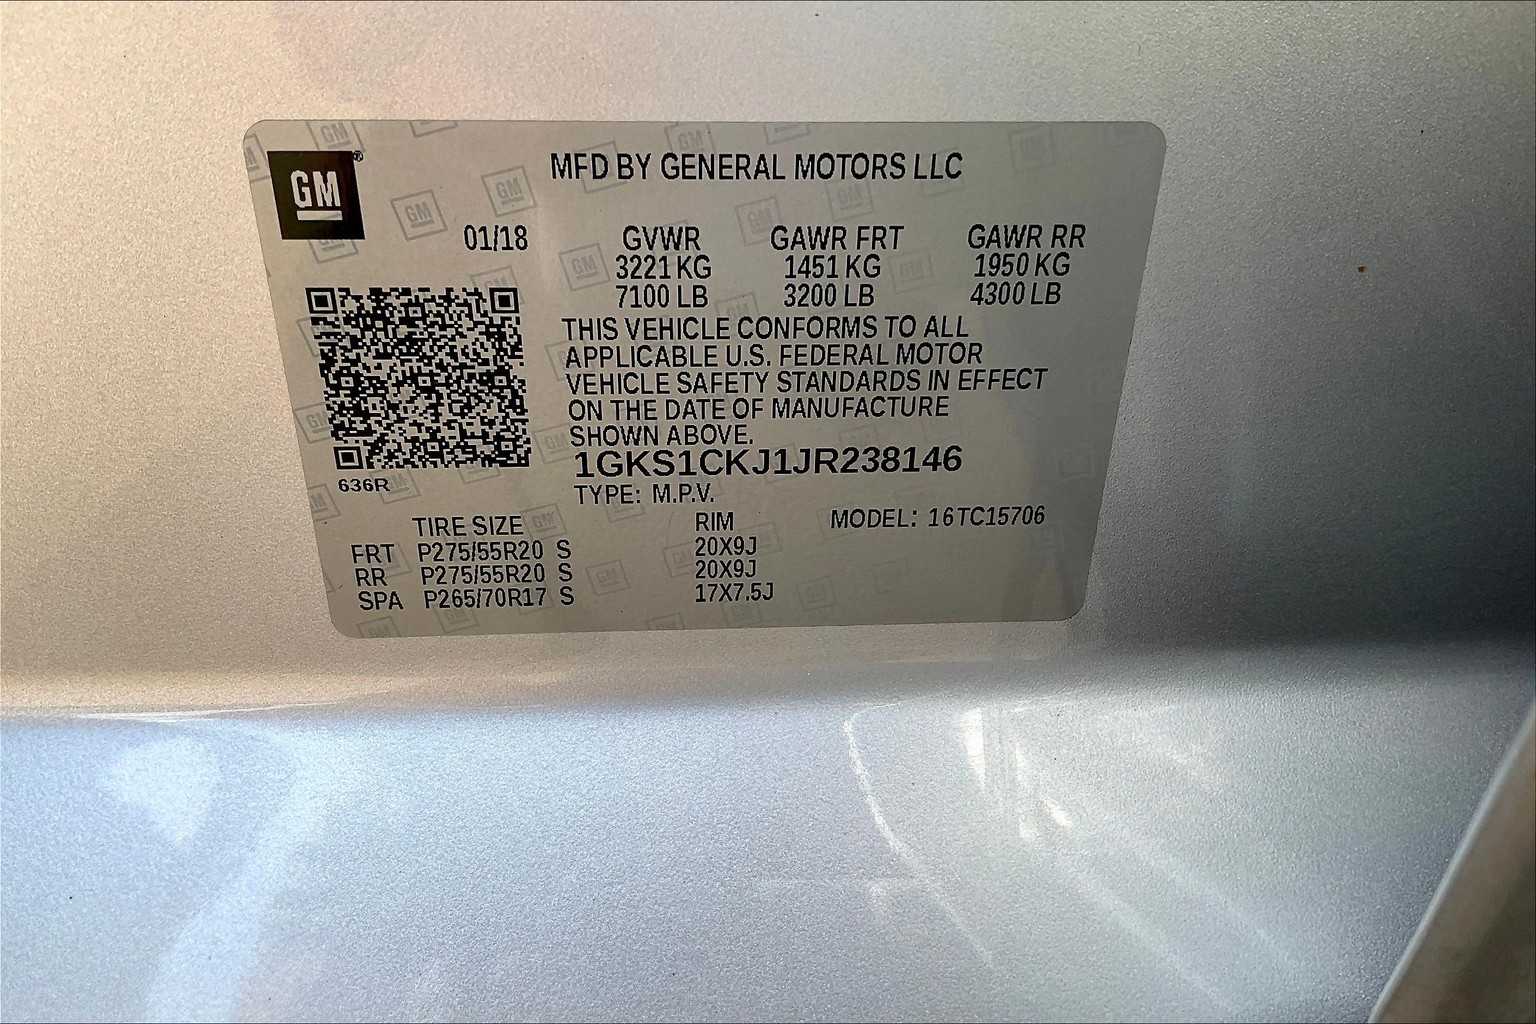 GM
MFD BY GENERAL MOTORS LLC
01/18
GVWR GAWR FRT GAWR RR
3221 KG 1451 KG 1950 KG
7100 LB 3200 LB 4300 LB
THIS VEHICLE CONFORMS TO ALL
APPLICABLE U.S. FEDERAL MOTOR
VEHICLE SAFETY STANDARDS IN EFFECT
ON THE DATE OF MANUFACTURE
SHOWN ABOVE.
1GKS1CKJ1JR238146
636R
TYPE: M.P.V.
MODEL: 16TC15706
TIRE SIZE RIM
FRT P275/55R20 S 20X9J
RR P275/55R20 S 20X9J
SPA P265/70R17 S 17X7.5J